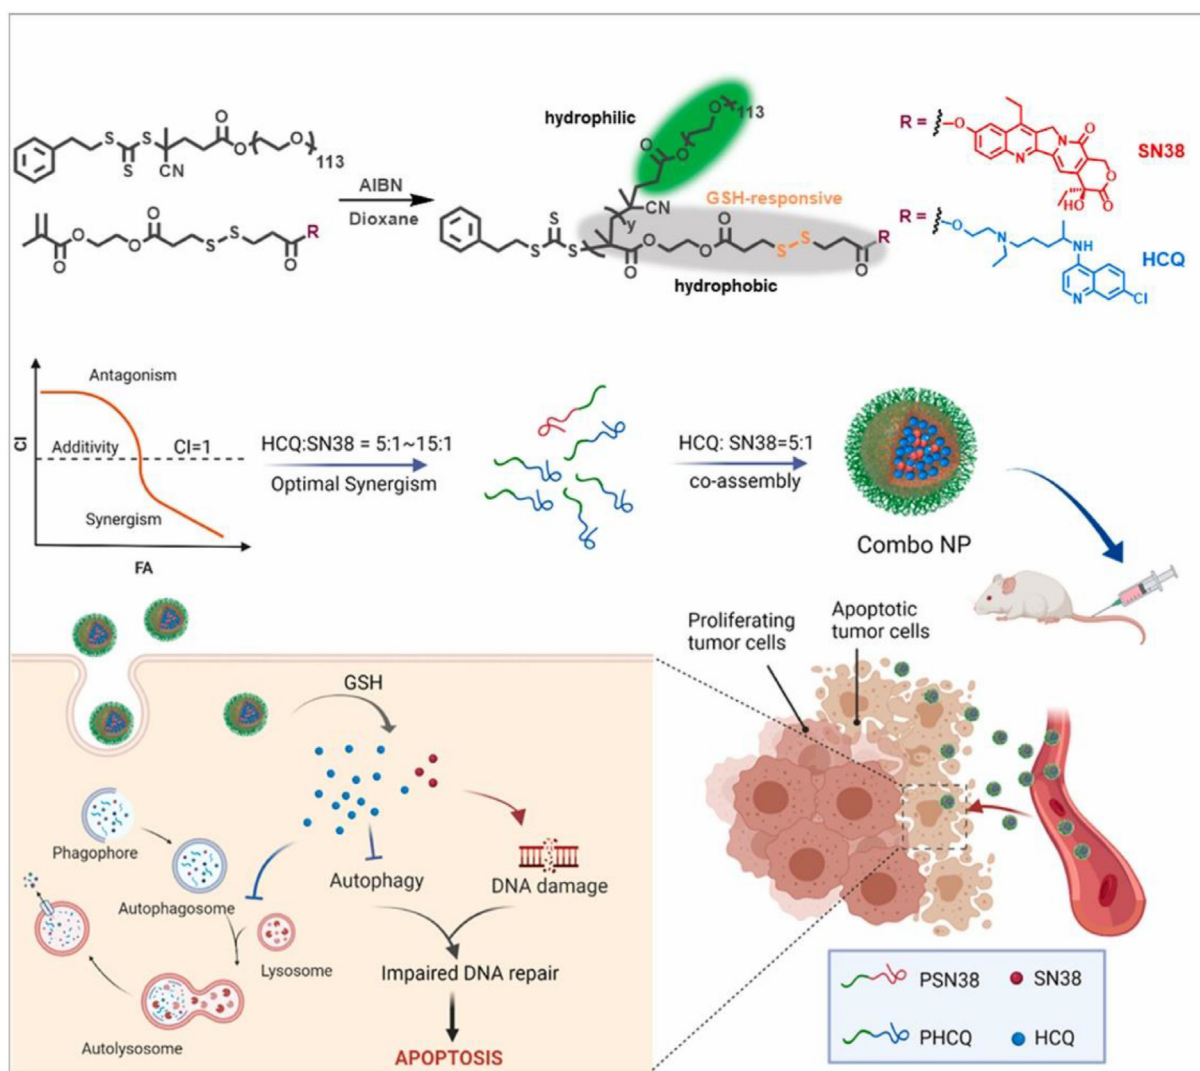 S
S
S
CN
O
O
O
113
AIBN
Dioxane
O
O
O
O
S
S
O
R
hydrophilic
O
113
O
O
GSH-responsive
CN
y
S
S
S
O
O
O
O
O
S
S
O
R
hydrophobic
R =
O
N
N
O
O
O
HO
SN38
R =
O
N
NH
N
Cl
HCQ
CI
Antagonism
Additivity
CI=1
Synergism
FA
HCQ:SN38 = 5:1~15:1
Optimal Synergism
HCQ: SN38=5:1
co-assembly
Combo NP
Proliferating
tumor cells
Apoptotic
tumor cells
GSH
Phagophore
Autophagosome
Lysosome
Autolysosome
Autophagy
DNA damage
Impaired DNA repair
APOPTOSIS
PSN38
SN38
PHCQ
HCQ